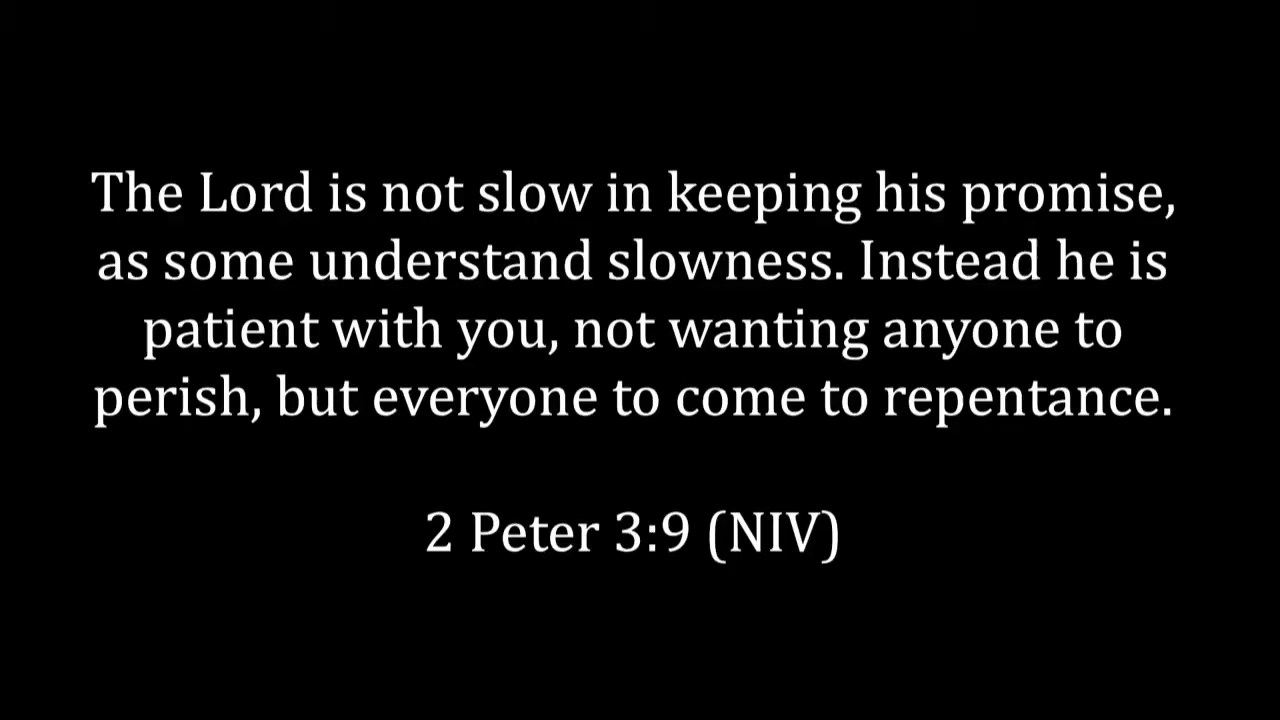 The Lord is not slow in keeping his promise,
as some understand slowness. Instead he is
patient with you, not wanting anyone to
perish, but everyone to come to repentance.
2 Peter 3:9 (NIV)